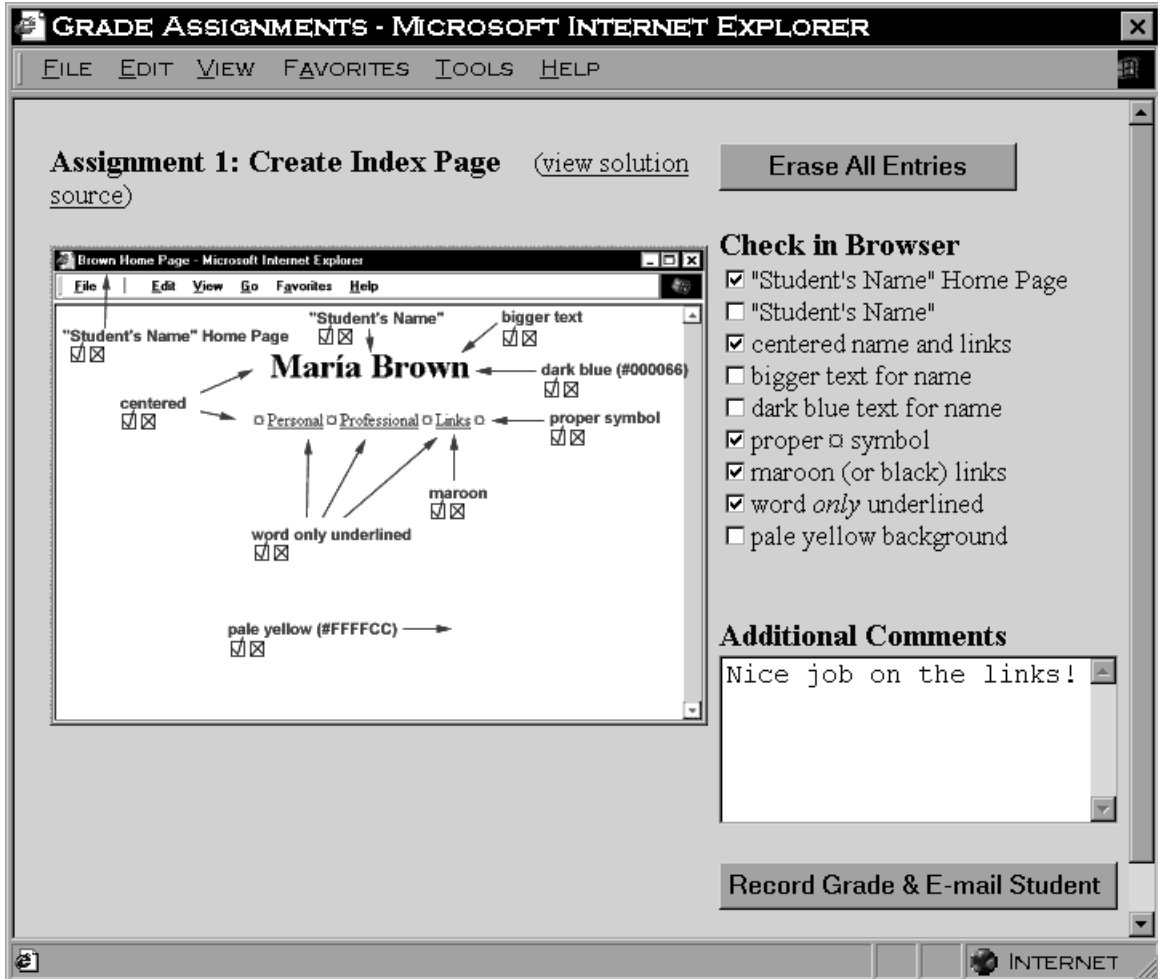 GRADE ASSIGNMENTS - MICROSOFT INTERNET EXPLORER
FILE EDIT VIEW FAVORITES TOOLS HELP
Assignment 1: Create Index Page (view solution
source)
Brown Home Page - Microsoft Internet Explorer
File Edit View Go Favorites Help
"Student's Name" Home Page
"Student's Name"
bigger text
María Brown
dark blue (#000066)
centered
¤ Personal ¤ Professional ¤ Links ¤
proper symbol
maroon
word only underlined
pale yellow (#FFFFCC)
Erase All Entries
Check in Browser
"Student's Name" Home Page
"Student's Name"
centered name and links
bigger text for name
dark blue text for name
proper ¤ symbol
maroon (or black) links
word only underlined
pale yellow background
Additional Comments
Nice job on the links!
Record Grade & E-mail Student
INTERNET